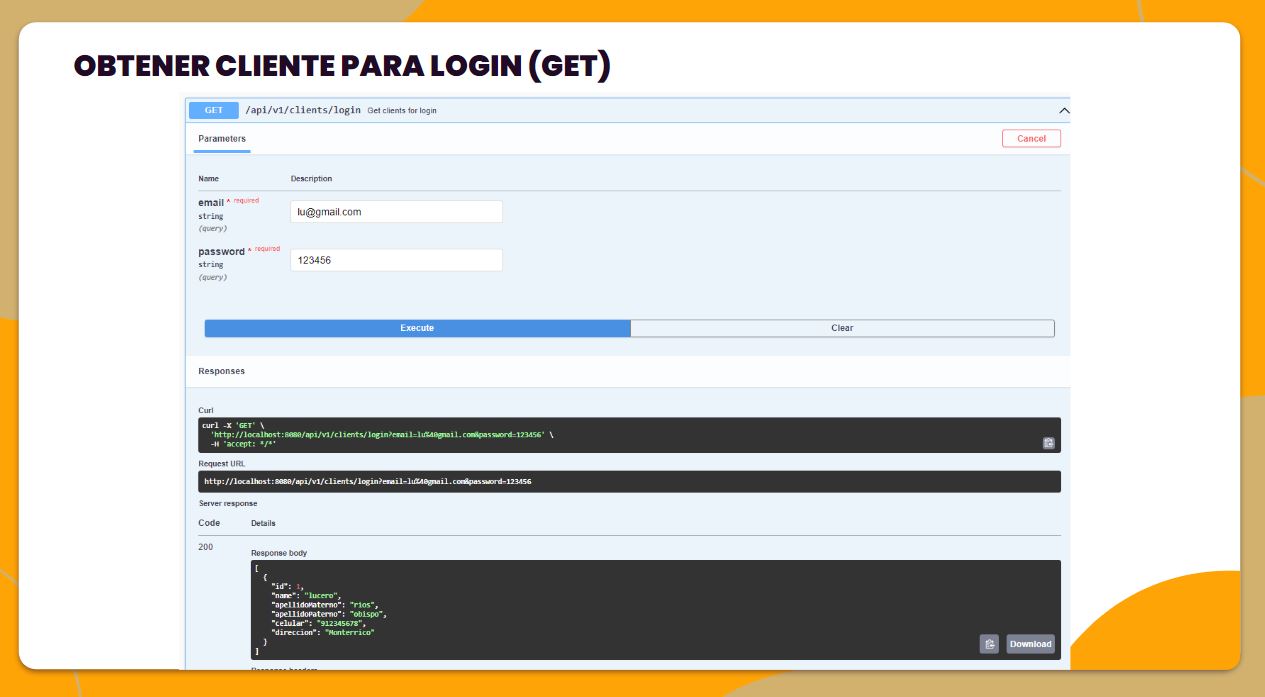 OBTENER CLIENTE PARA LOGIN (GET)
GET /api/v1/clients/login Get clients for login
Parameters Cancel
Name Description
email * required
string
(query)
lu@gmail.com
password * required
string
(query)
123456
Execute Clear
Responses
Curl
curl -X 'GET' \
'http://localhost:8080/api/v1/clients/login?email=lu%40gmail.com&password=123456' \
-H 'accept: */*'
Request URL
http://localhost:8080/api/v1/clients/login?email=lu%40gmail.com&password=123456
Server response
Code Details
200
Response body
[
{
"id": 1,
"name": "lucero",
"apellidoMaterno": "rios",
"apellidoPaterno": "obispo",
"celular": "912345678",
"direccion": "Monterrico"
}
]
Download
Response headers